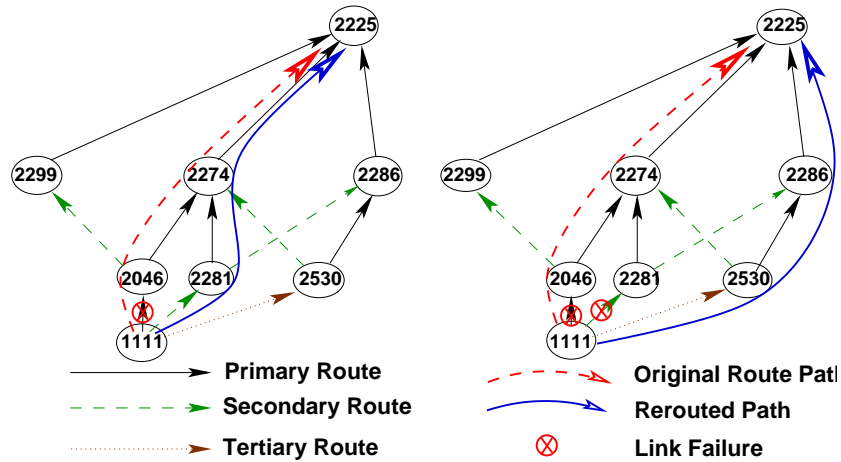 2225
2225
2299
2274
2286
2299
2274
2286
2046
2281
2530
2046
2281
2530
1111
1111
Primary Route
Secondary Route
Tertiary Route
Original Route Path
Rerouted Path
Link Failure